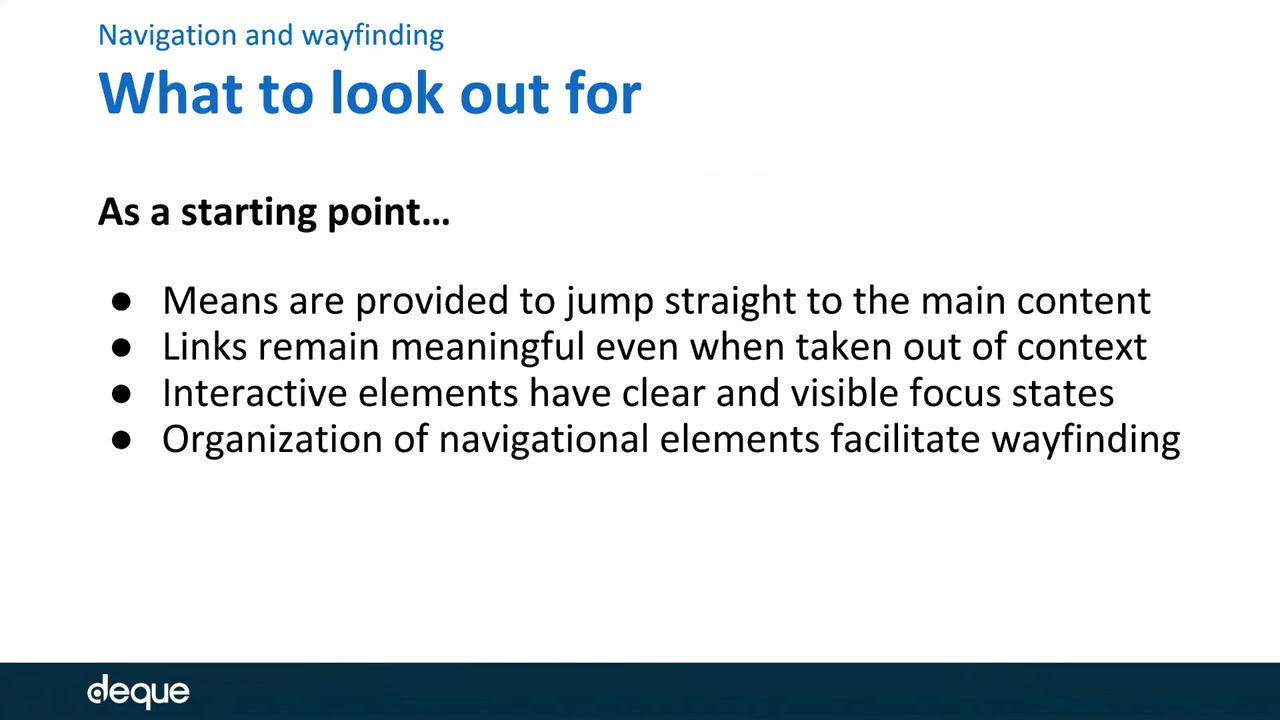 Navigation and wayfinding
What to look out for
As a starting point…
● Means are provided to jump straight to the main content
● Links remain meaningful even when taken out of context
● Interactive elements have clear and visible focus states
● Organization of navigational elements facilitate wayfinding
deque